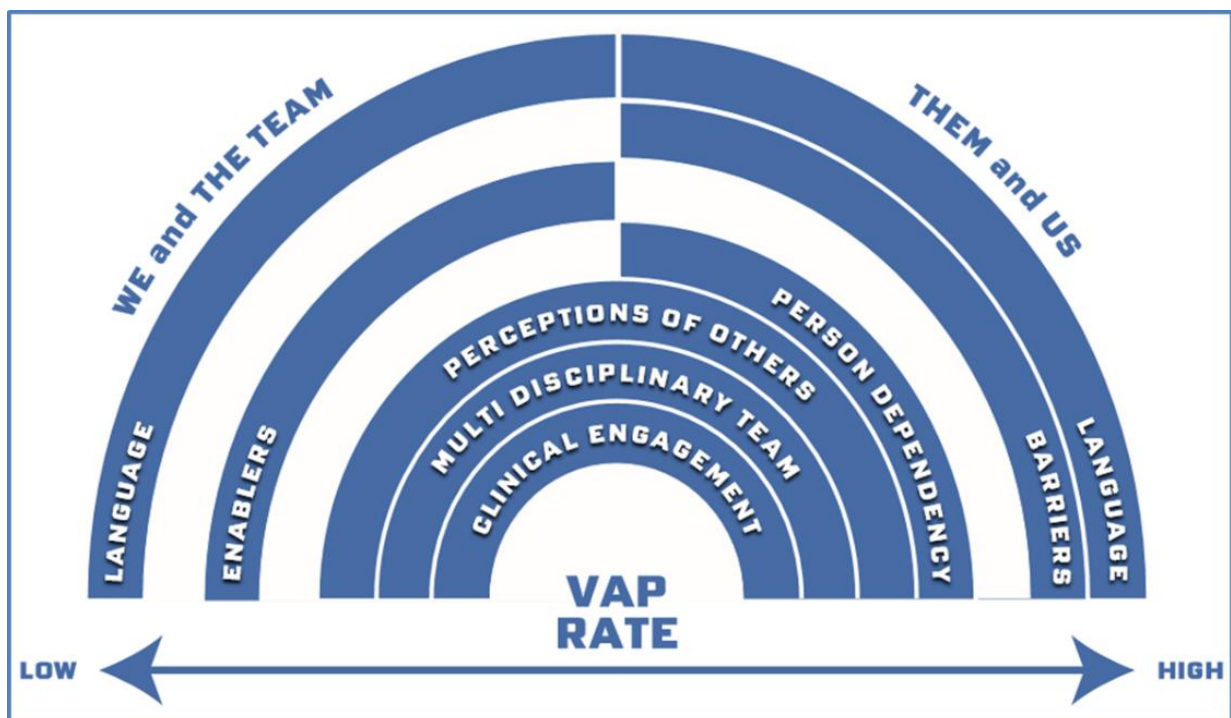 WE and THE TEAM
THEM and US
LANGUAGE
ENABLERS
PERCEPTIONS OF OTHERS
MULTI DISCIPLINARY TEAM
CLINICAL ENGAGEMENT
PERSON DEPENDENCY
BARRIERS
LANGUAGE
VAP
RATE
LOW
HIGH